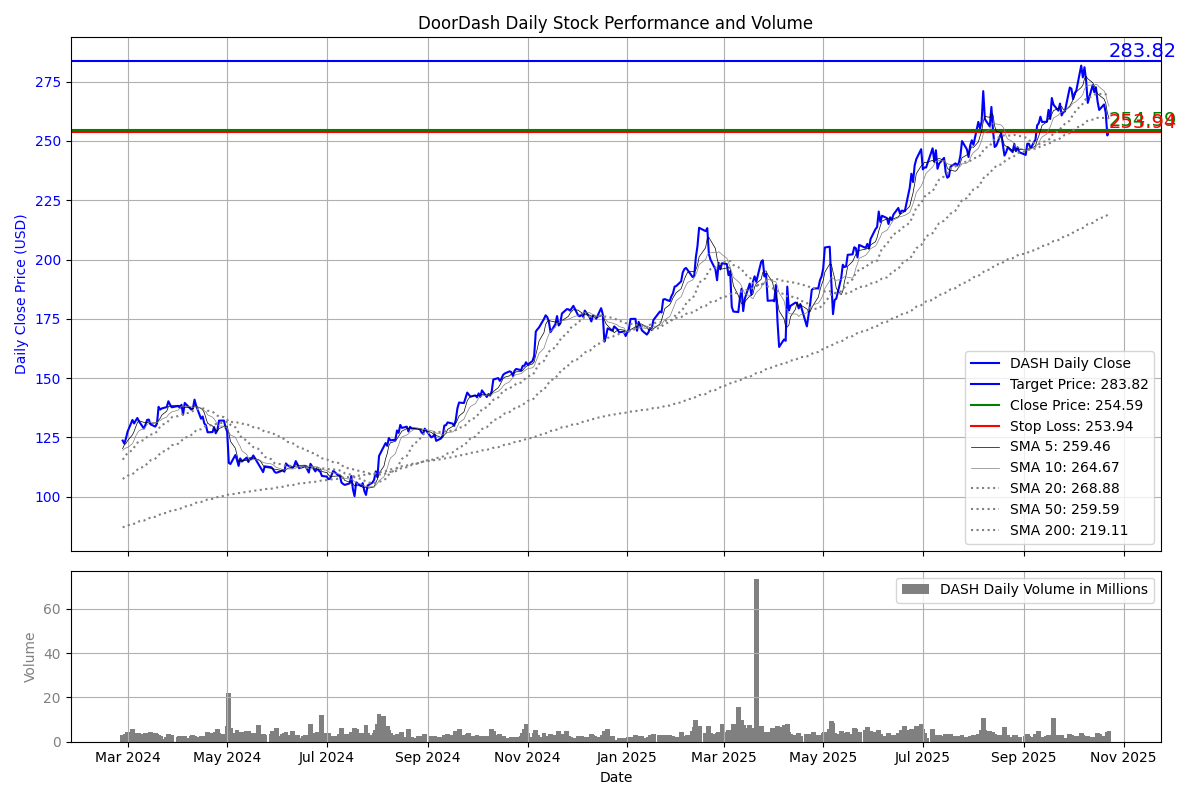 DoorDash Daily Stock Performance and Volume
283.82
254.59
253.94
275
250
225
200
175
150
125
100
Daily Close Price (USD)
DASH Daily Close
Target Price: 283.82
Close Price: 254.59
Stop Loss: 253.94
SMA 5: 259.46
SMA 10: 264.67
SMA 20: 268.88
SMA 50: 259.59
SMA 200: 219.11
DASH Daily Volume in Millions
60
40
20
0
Volume
Mar 2024 May 2024 Jul 2024 Sep 2024 Nov 2024 Jan 2025 Mar 2025 May 2025 Jul 2025 Sep 2025 Nov 2025
Date